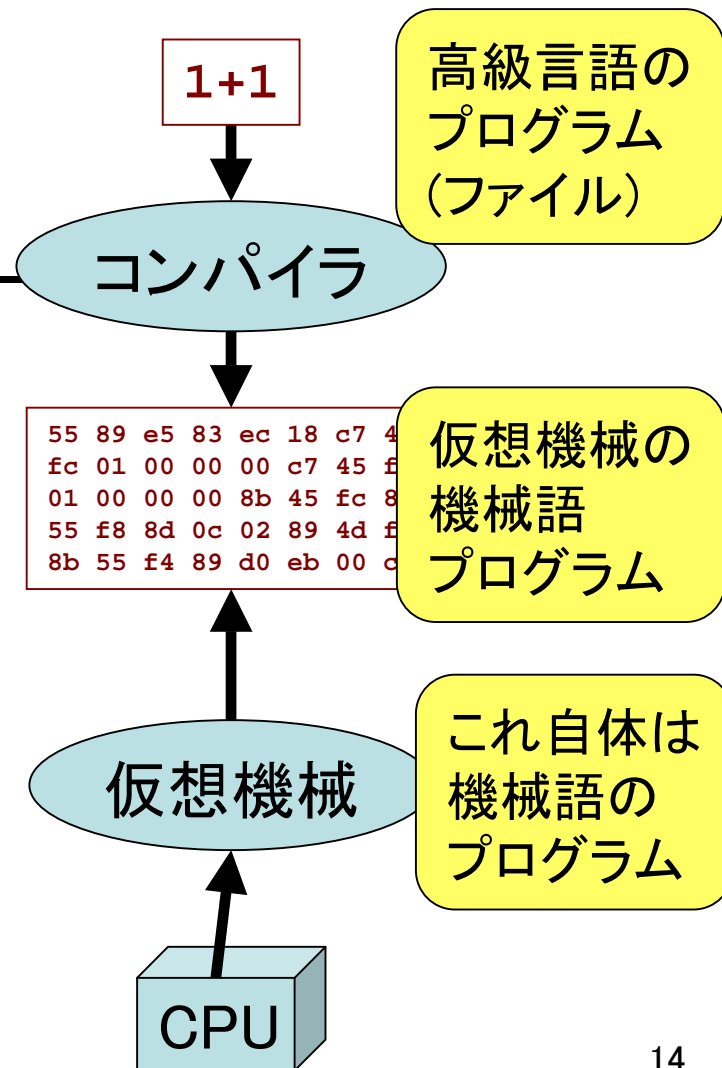 1+1
高級言語の
プログラム
(ファイル)
コンパイラ
55 89 e5 83 ec 18 c7 4
fc 01 00 00 00 c7 45 f
01 00 00 00 8b 45 fc 8
55 f8 8d 0c 02 89 4d f
8b 55 f4 89 d0 eb 00 c
仮想機械の
機械語
プログラム
仮想機械
これ自体は
機械語の
プログラム
CPU
14